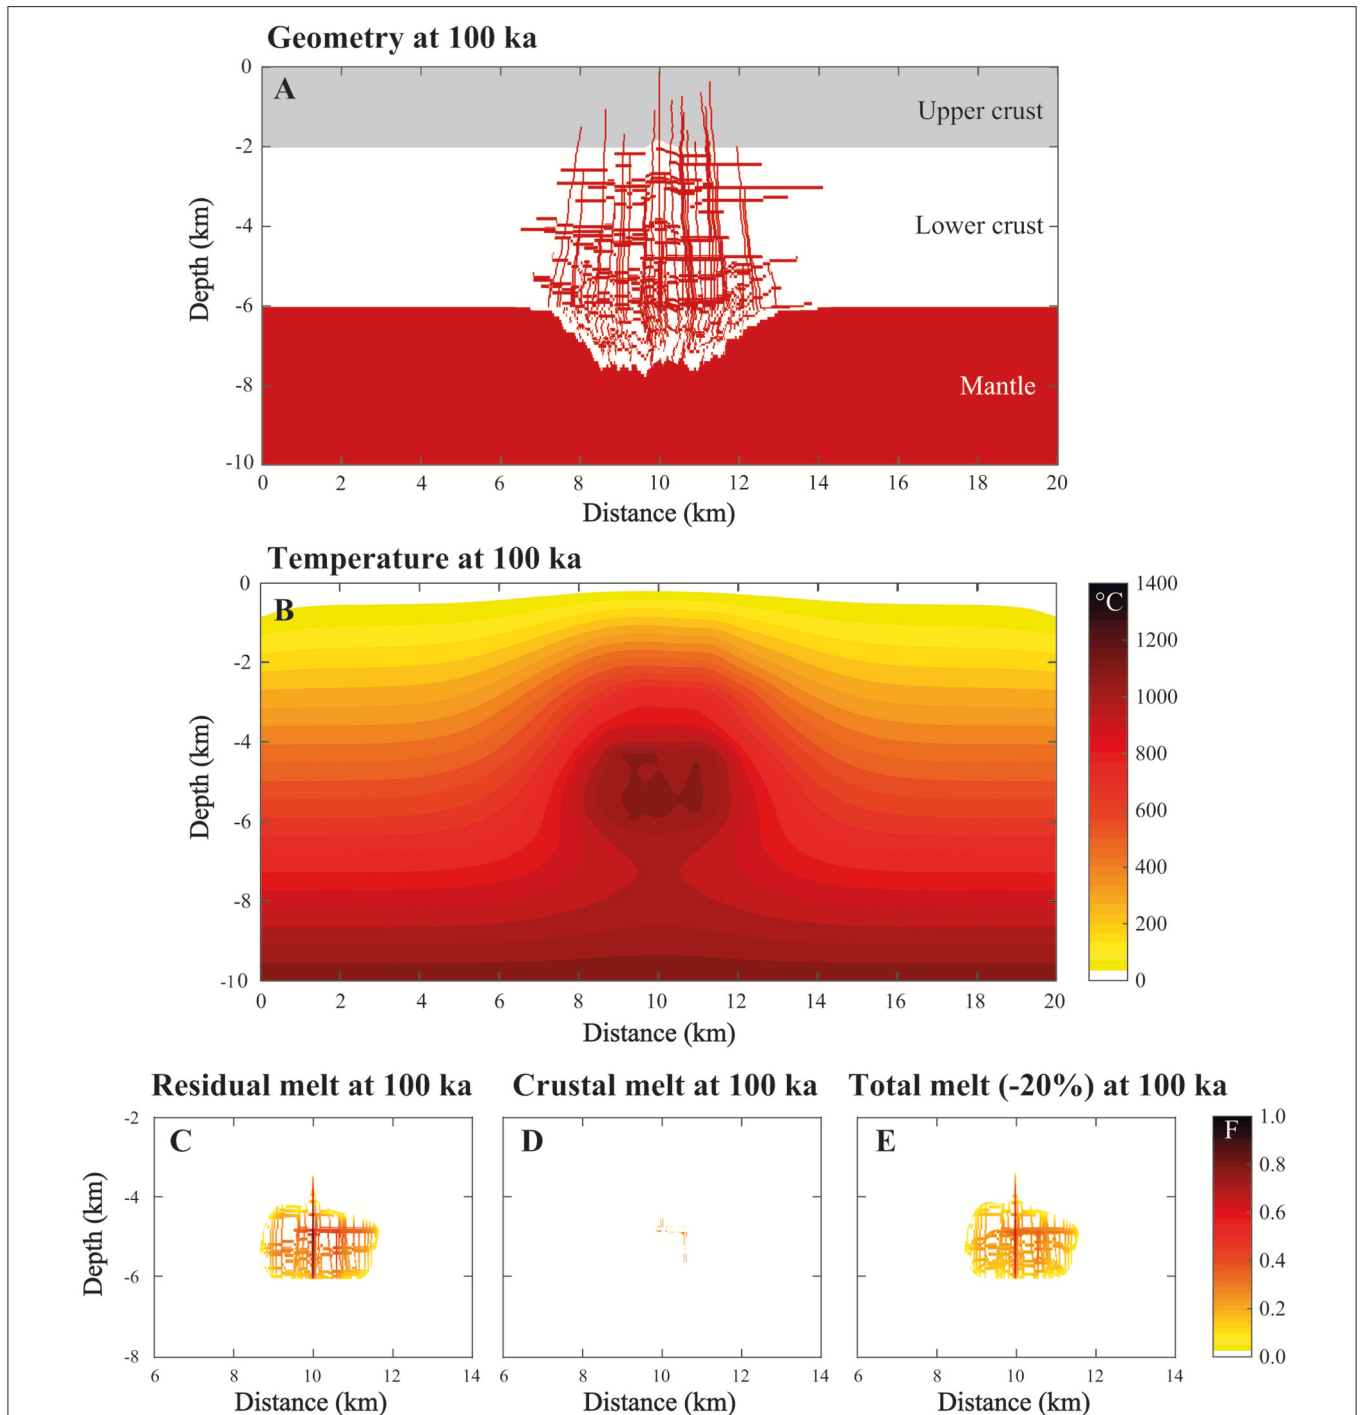 Geometry at 100 ka
A
Upper crust
Lower crust
Mantle
Depth (km)
0
-2
-4
-6
-8
-10
0 2 4 6 8 10 12 14 16 18 20
Distance (km)
Temperature at 100 ka
B
Depth (km)
0
-2
-4
-6
-8
-10
0 2 4 6 8 10 12 14 16 18 20
Distance (km)
°C
1400
1200
1000
800
600
400
200
0
Residual melt at 100 ka
C
Depth (km)
-2
-4
-6
-8
6 8 10 12 14
Distance (km)
Crustal melt at 100 ka
D
6 8 10 12 14
Distance (km)
Total melt (-20%) at 100 ka
E
6 8 10 12 14
Distance (km)
F
1.0
0.8
0.6
0.4
0.2
0.0